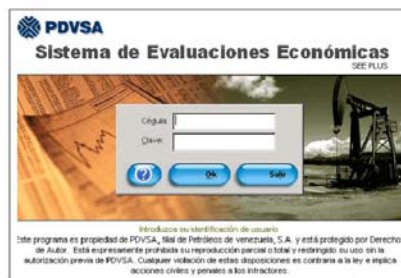 PDVSA
Sistema de Evaluaciones Económicas
SEE PLUS
Cédula:
Clave:
? Ok Salir
Introduzca su identificación de usuario
Este programa es propiedad de PDVSA, filial de Petróleos de venezuela, S.A. y está protegido por Derecho
de Autor. Está expresamente prohibida su reproducción parcial o total y restringido su uso sin la
autorización previa de PDVSA. Cualquier violación de estas disposiciones es contraria a la ley e implica
acciones civiles y penales a los infractores.